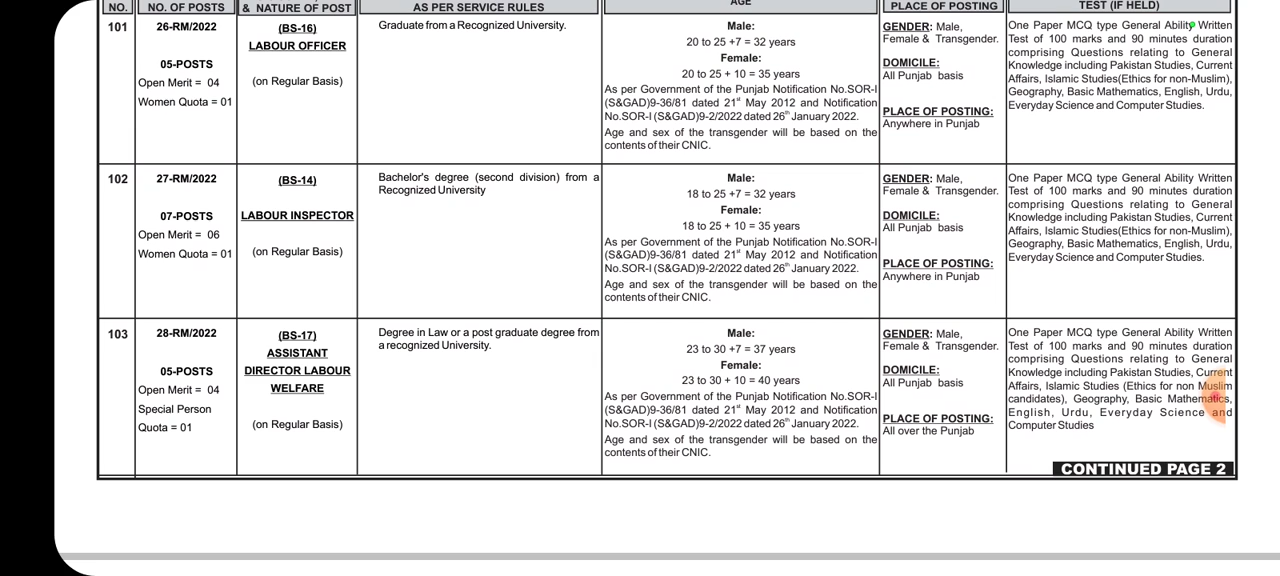 NO.
NO. OF POSTS
& NATURE OF POST
AS PER SERVICE RULES
AGE
PLACE OF POSTING
TEST (IF HELD)
101
26-RM/2022
05-POSTS
Open Merit = 04
Women Quota = 01
(BS-16)
LABOUR OFFICER
(on Regular Basis)
Graduate from a Recognized University.
Male:
20 to 25 +7 = 32 years
Female:
20 to 25 + 10 = 35 years
As per Government of the Punjab Notification No.SOR-I
(S&GAD)9-36/81 dated 21st May 2012 and Notification
No.SOR-I (S&GAD)9-2/2022 dated 26th January 2022.
Age and sex of the transgender will be based on the
contents of their CNIC.
GENDER: Male,
Female & Transgender.
DOMICILE:
All Punjab basis
PLACE OF POSTING:
Anywhere in Punjab
One Paper MCQ type General Ability Written
Test of 100 marks and 90 minutes duration
comprising Questions relating to General
Knowledge including Pakistan Studies, Current
Affairs, Islamic Studies(Ethics for non-Muslim),
Geography, Basic Mathematics, English, Urdu,
Everyday Science and Computer Studies.
102
27-RM/2022
07-POSTS
Open Merit = 06
Women Quota = 01
(BS-14)
LABOUR INSPECTOR
(on Regular Basis)
Bachelor's degree (second division) from a
Recognized University
Male:
18 to 25 +7 = 32 years
Female:
18 to 25 + 10 = 35 years
As per Government of the Punjab Notification No.SOR-I
(S&GAD)9-36/81 dated 21st May 2012 and Notification
No.SOR-I (S&GAD)9-2/2022 dated 26th January 2022.
Age and sex of the transgender will be based on the
contents of their CNIC.
GENDER: Male,
Female & Transgender.
DOMICILE:
All Punjab basis
PLACE OF POSTING:
Anywhere in Punjab
One Paper MCQ type General Ability Written
Test of 100 marks and 90 minutes duration
comprising Questions relating to General
Knowledge including Pakistan Studies, Current
Affairs, Islamic Studies(Ethics for non-Muslim),
Geography, Basic Mathematics, English, Urdu,
Everyday Science and Computer Studies.
103
28-RM/2022
05-POSTS
Open Merit = 04
Special Person
Quota = 01
(BS-17)
ASSISTANT
DIRECTOR LABOUR
WELFARE
(on Regular Basis)
Degree in Law or a post graduate degree from
a recognized University.
Male:
23 to 30 +7 = 37 years
Female:
23 to 30 + 10 = 40 years
As per Government of the Punjab Notification No.SOR-I
(S&GAD)9-36/81 dated 21st May 2012 and Notification
No.SOR-I (S&GAD)9-2/2022 dated 26th January 2022.
Age and sex of the transgender will be based on the
contents of their CNIC.
GENDER: Male,
Female & Transgender.
DOMICILE:
All Punjab basis
PLACE OF POSTING:
All over the Punjab
One Paper MCQ type General Ability Written
Test of 100 marks and 90 minutes duration
comprising Questions relating to General
Knowledge including Pakistan Studies, Current
Affairs, Islamic Studies (Ethics for non Muslim
candidates), Geography, Basic Mathematics,
English, Urdu, Everyday Science and
Computer Studies
CONTINUED PAGE 2